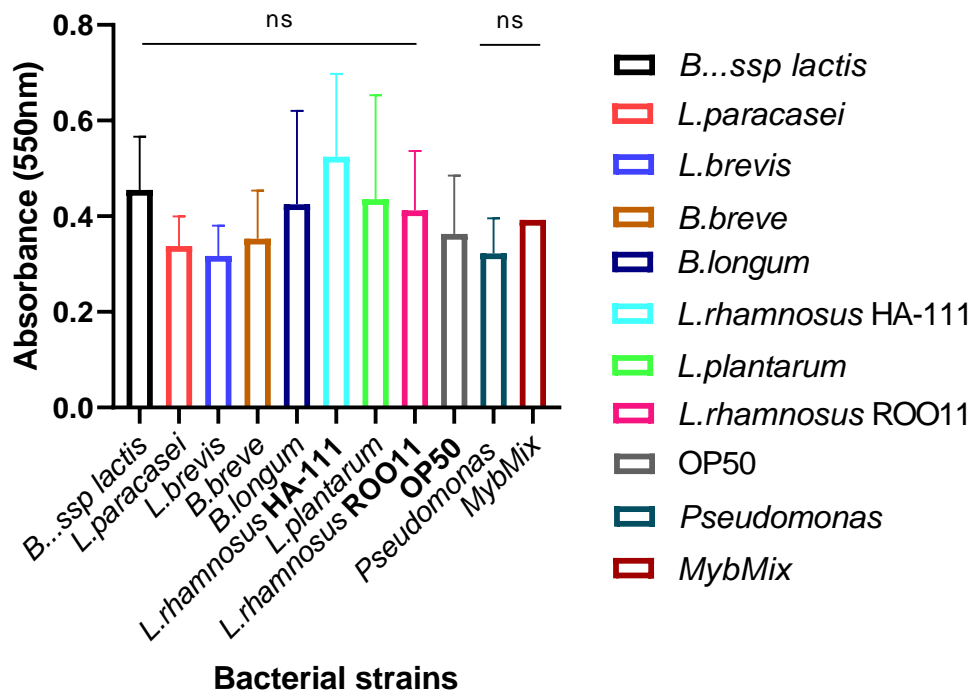 ns
ns
0.8
0.6
0.4
0.2
0.0
Absorbance (550nm)
B...ssp lactis
L.paracasei
L.brevis
B.breve
B.longum
L.rhamnosus HA-111
L.plantarum
L.rhamnosus ROO11
OP50
Pseudomonas
MybMix
Bacterial strains
B...ssp lactis
L.paracasei
L.brevis
B.breve
B.longum
L.rhamnosus HA-111
L.plantarum
L.rhamnosus ROO11
OP50
Pseudomonas
MybMix